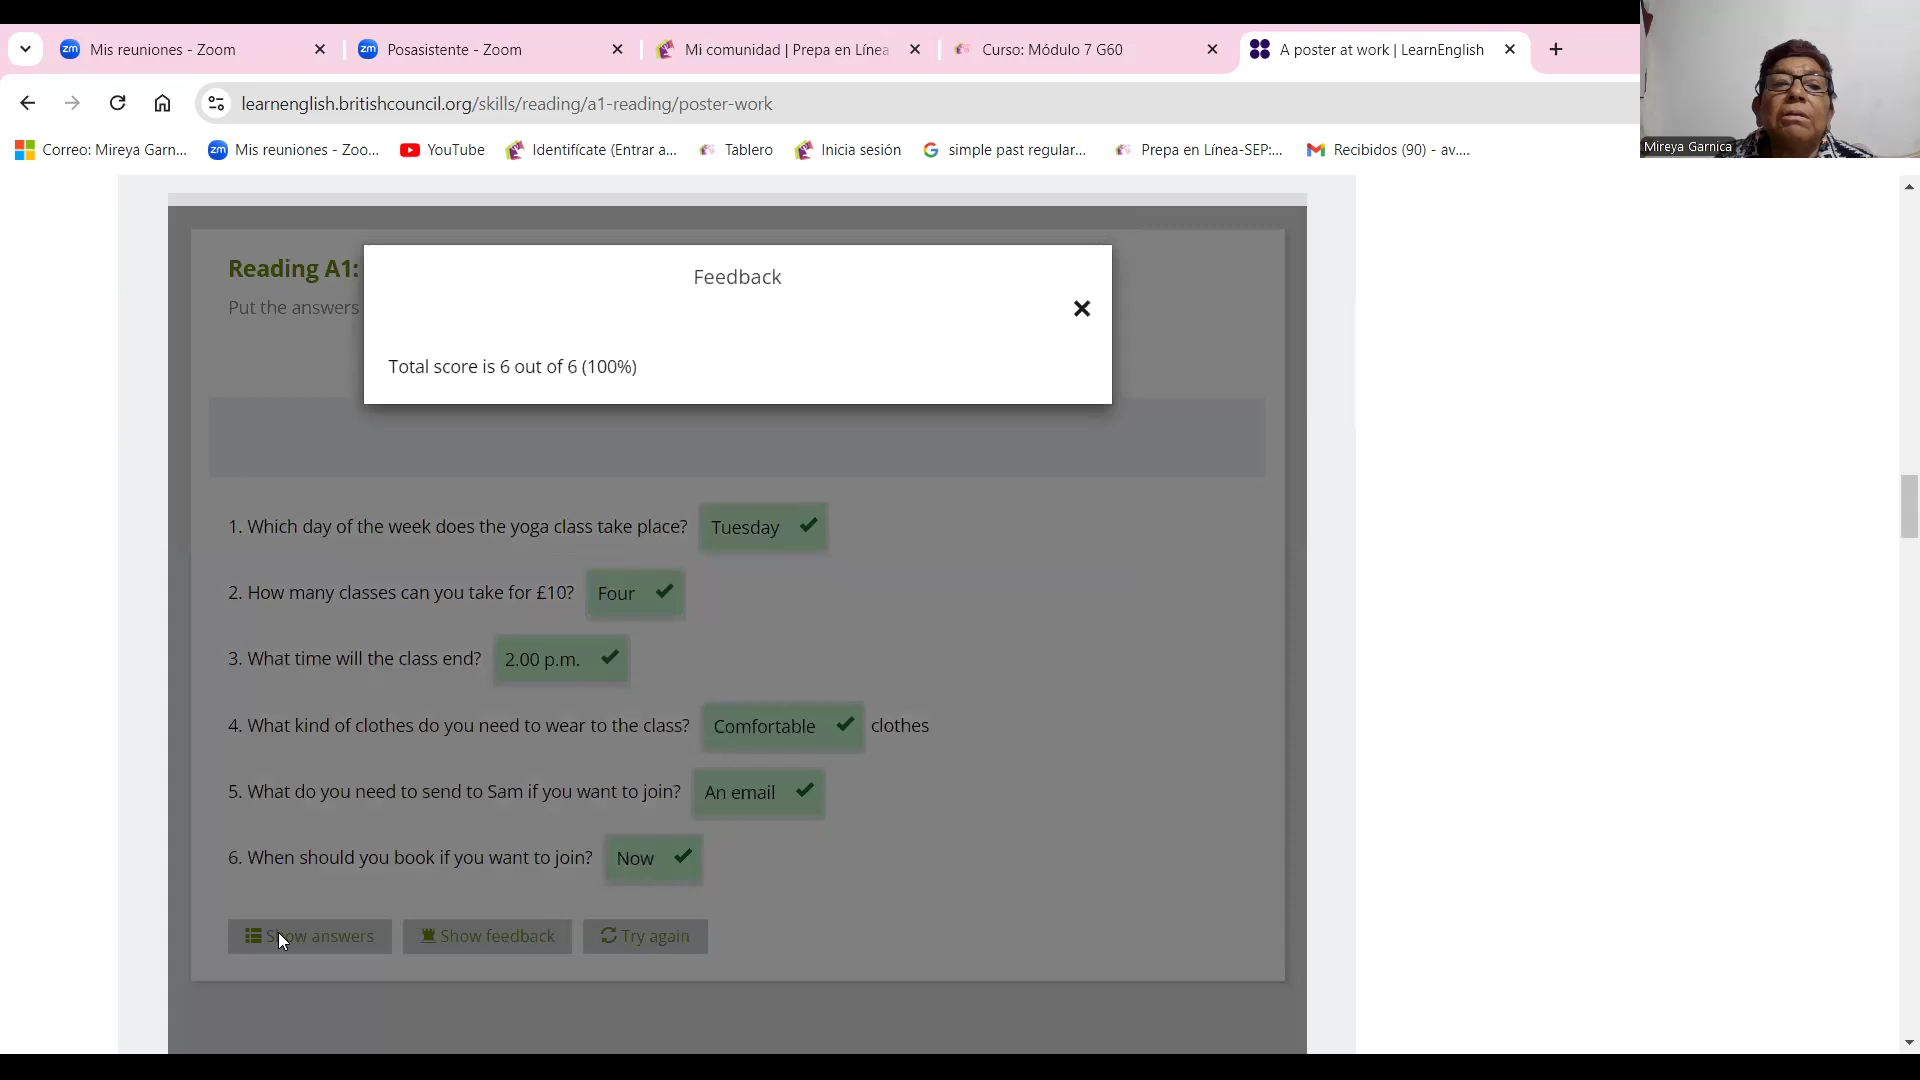 Mis reuniones - Zoom
Posasistente - Zoom
Mi comunidad | Prepa en Línea
Curso: Módulo 7 G60
A poster at work | LearnEnglish
learnenglish.britishcouncil.org/skills/reading/a1-reading/poster-work
Correo: Mireya Garn...
Mis reuniones - Zoo...
YouTube
Identifícate (Entrar a...
Tablero
Inicia sesión
simple past regular...
Prepa en Línea-SEP:...
Recibidos (90) - av....
Mireya Garnica
Reading A1:
Put the answers
Feedback
Total score is 6 out of 6 (100%)
1. Which day of the week does the yoga class take place? Tuesday
2. How many classes can you take for £10? Four
3. What time will the class end? 2.00 p.m.
4. What kind of clothes do you need to wear to the class? Comfortable clothes
5. What do you need to send to Sam if you want to join? An email
6. When should you book if you want to join? Now
Show answers
Show feedback
Try again